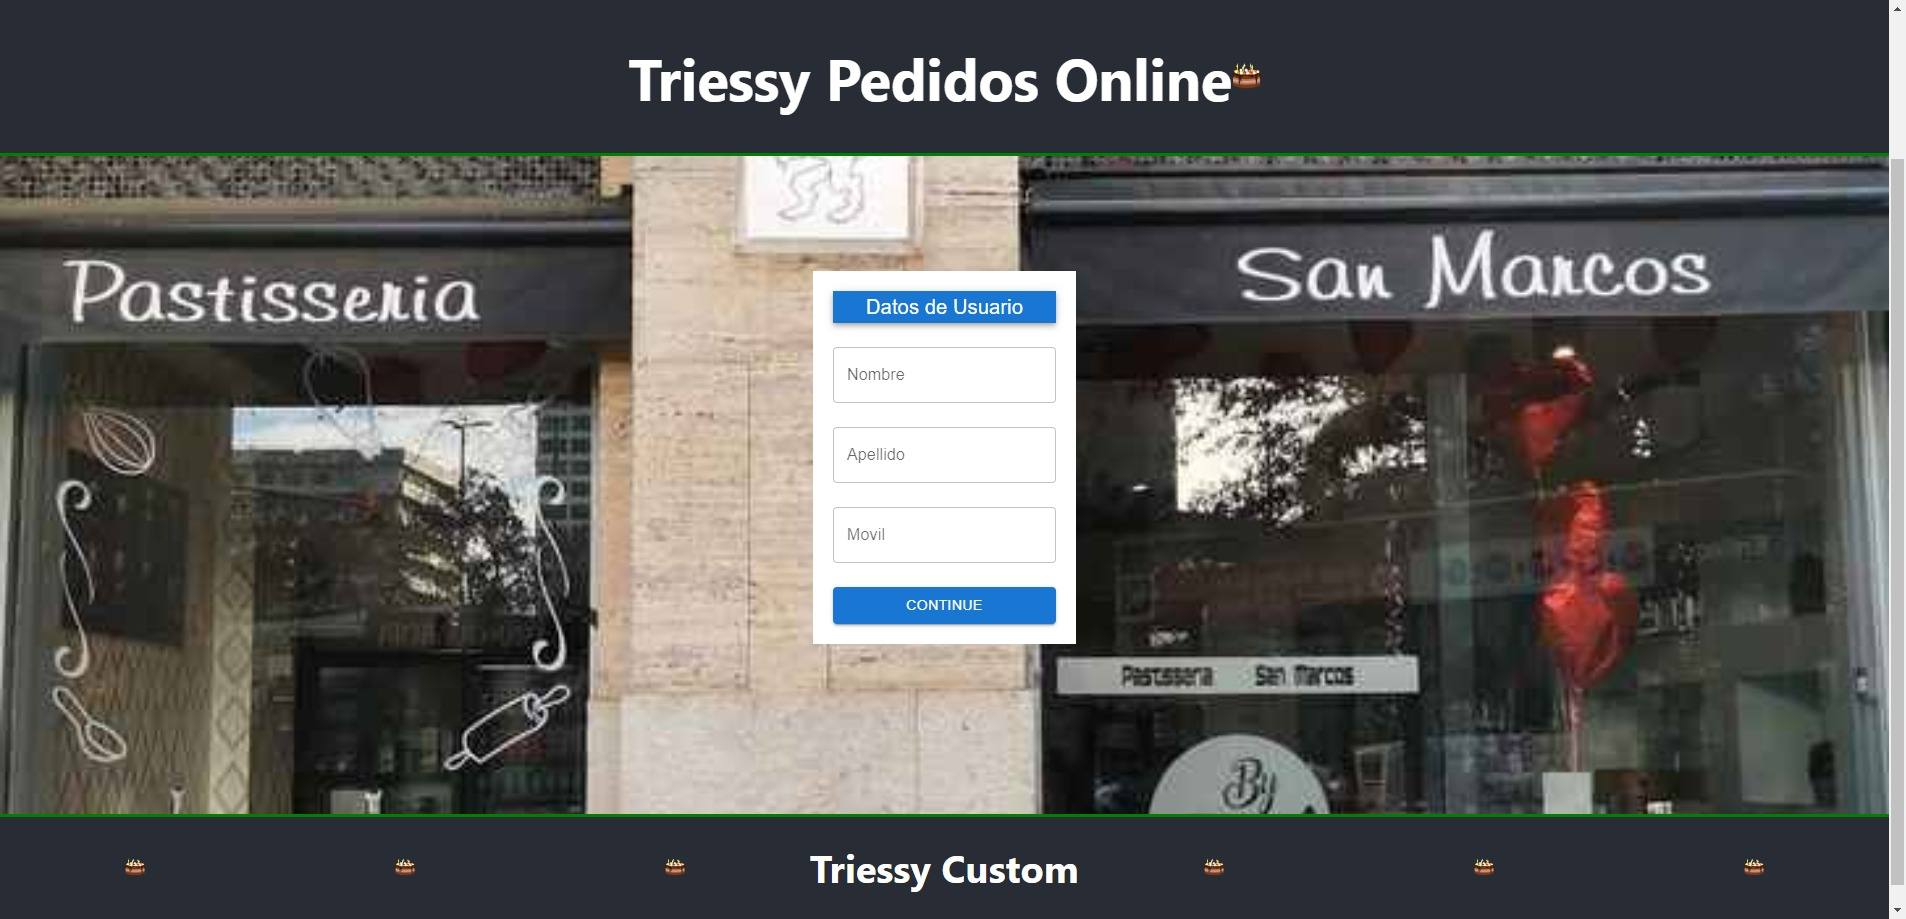 Triessy Pedidos Online
Pastisseria
San Marcos
Datos de Usuario
Nombre
Apellido
Movil
CONTINUE
Pastisseria San Marcos
By
Triessy Custom